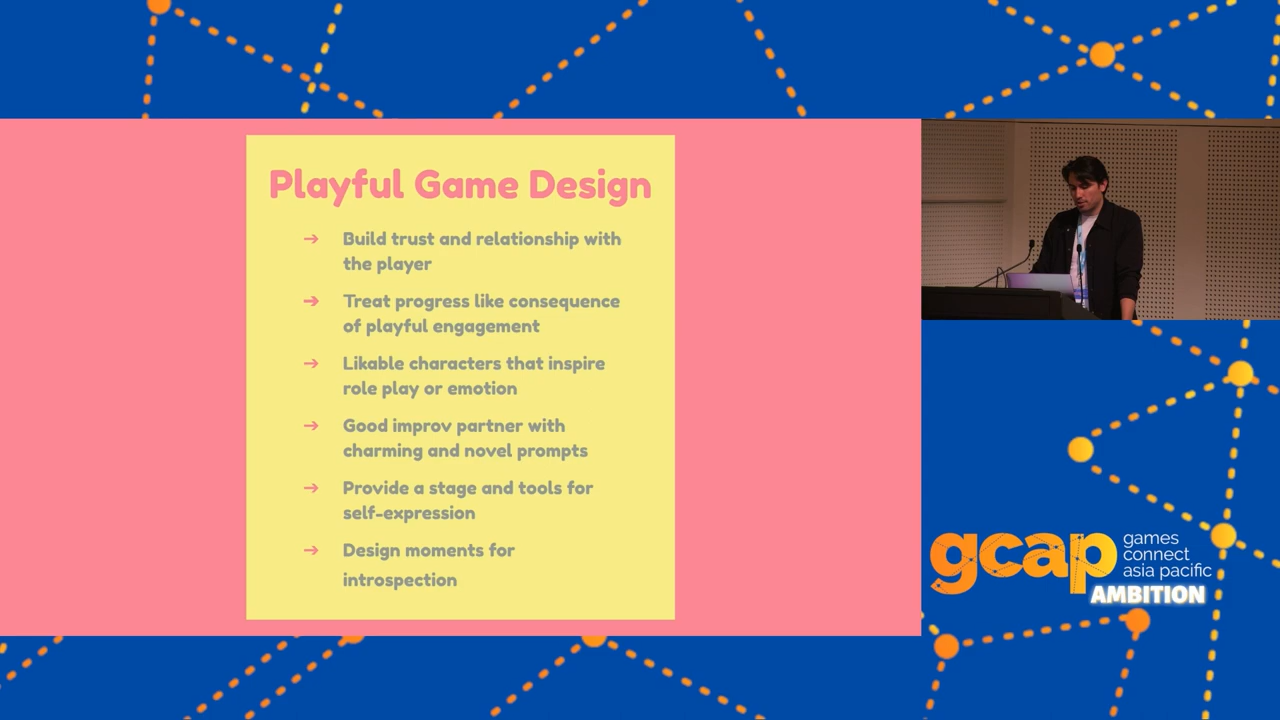 Playful Game Design
➔ Build trust and relationship with
the player
➔ Treat progress like consequence
of playful engagement
➔ Likable characters that inspire
role play or emotion
➔ Good improv partner with
charming and novel prompts
➔ Provide a stage and tools for
self-expression
➔ Design moments for
introspection
gcap
games
connect
asia pacific
AMBITION